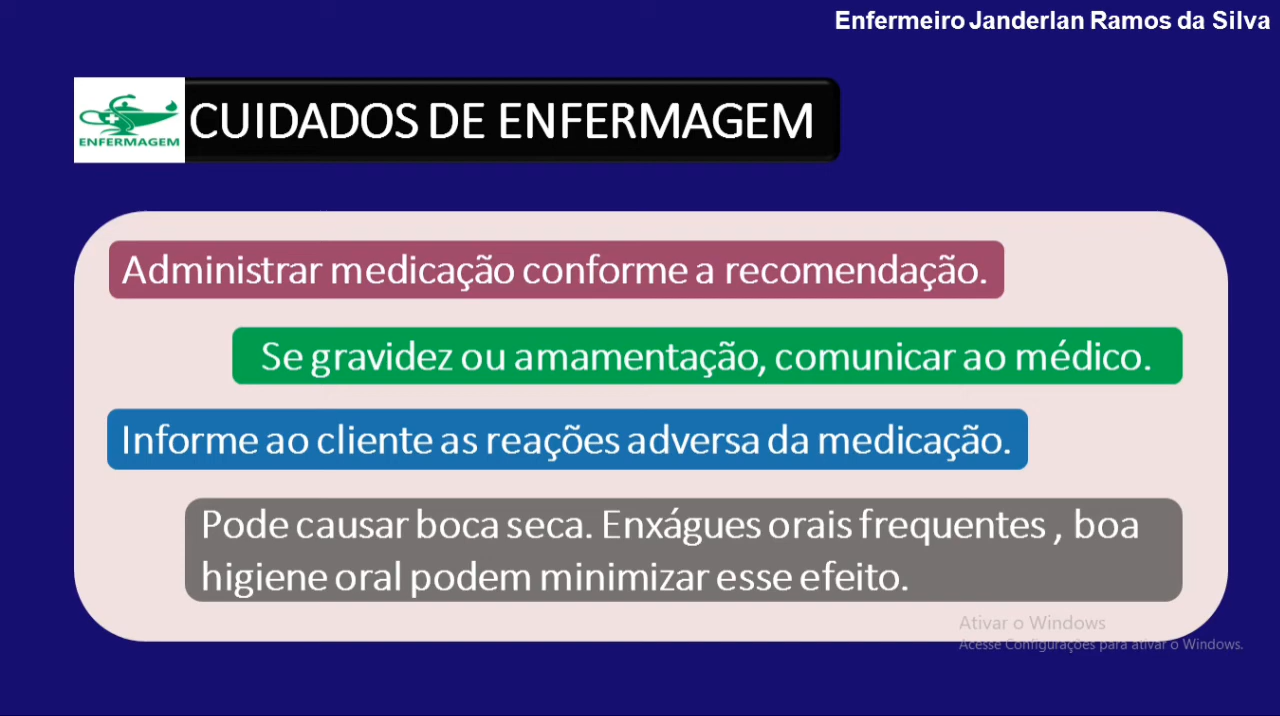 Enfermeiro Janderlan Ramos da Silva
ENFERMAGEM
CUIDADOS DE ENFERMAGEM
Administrar medicação conforme a recomendação.
Se gravidez ou amamentação, comunicar ao médico.
Informe ao cliente as reações adversa da medicação.
Pode causar boca seca. Enxágues orais frequentes , boa
higiene oral podem minimizar esse efeito.
Ativar o Windows
Acesse Configurações para ativar o Windows.